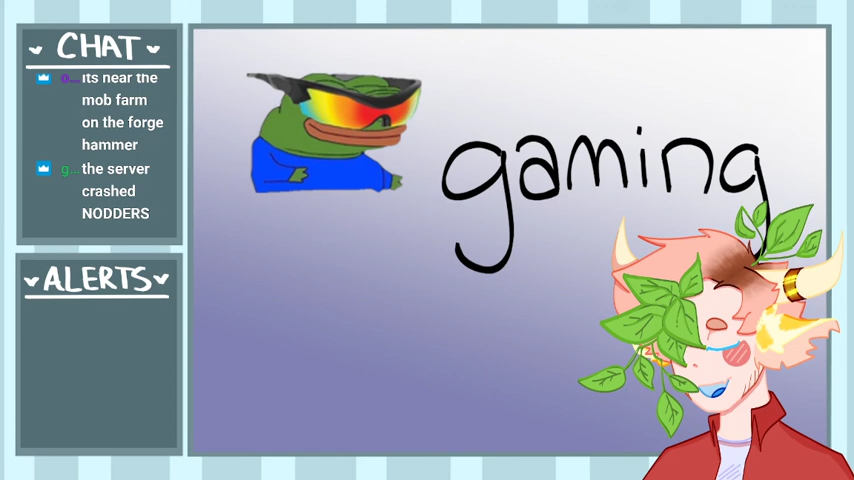 CHAT
its near the
mob farm
on the forge
hammer
g... the server
crashed
NODDERS
ALERTS
gaming